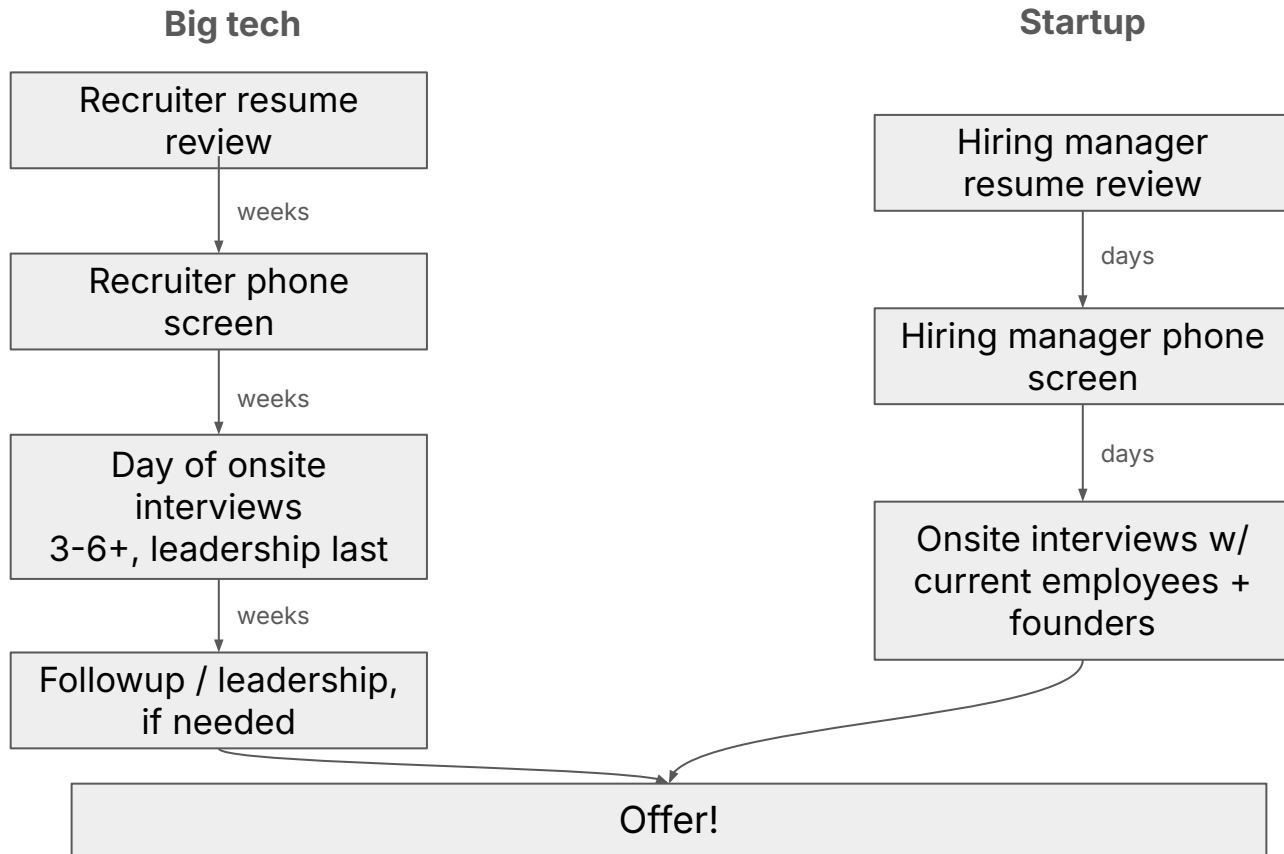 Big tech
Recruiter resume
review
weeks
Recruiter phone
screen
weeks
Day of onsite
interviews
3-6+, leadership last
weeks
Followup / leadership,
if needed
Startup
Hiring manager
resume review
days
Hiring manager phone
screen
days
Onsite interviews w/
current employees +
founders
Offer!